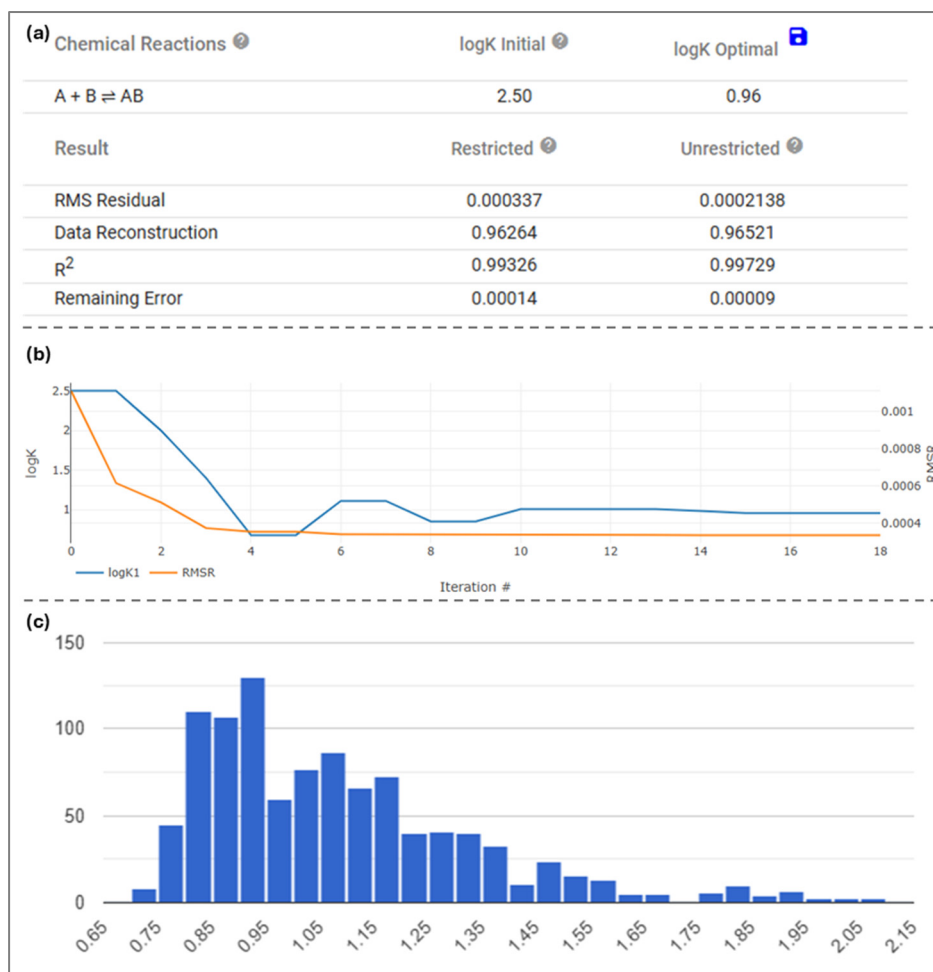 (a) Chemical Reactions ? logK Initial ? logK Optimal
A + B ⇌ AB 2.50 0.96
Result Restricted ? Unrestricted ?
RMS Residual 0.000337 0.0002138
Data Reconstruction 0.96264 0.96521
R² 0.99326 0.99729
Remaining Error 0.00014 0.00009
(b)
logK
2.5
2
1.5
1
0.001
0.0008
0.0006
0.0004
RMSR
0 2 4 6 8 10 12 14 16 18
logK1 RMSR
Iteration #
(c)
150
100
50
0
0.65 0.75 0.85 0.95 1.05 1.15 1.25 1.35 1.45 1.55 1.65 1.75 1.85 1.95 2.05 2.15